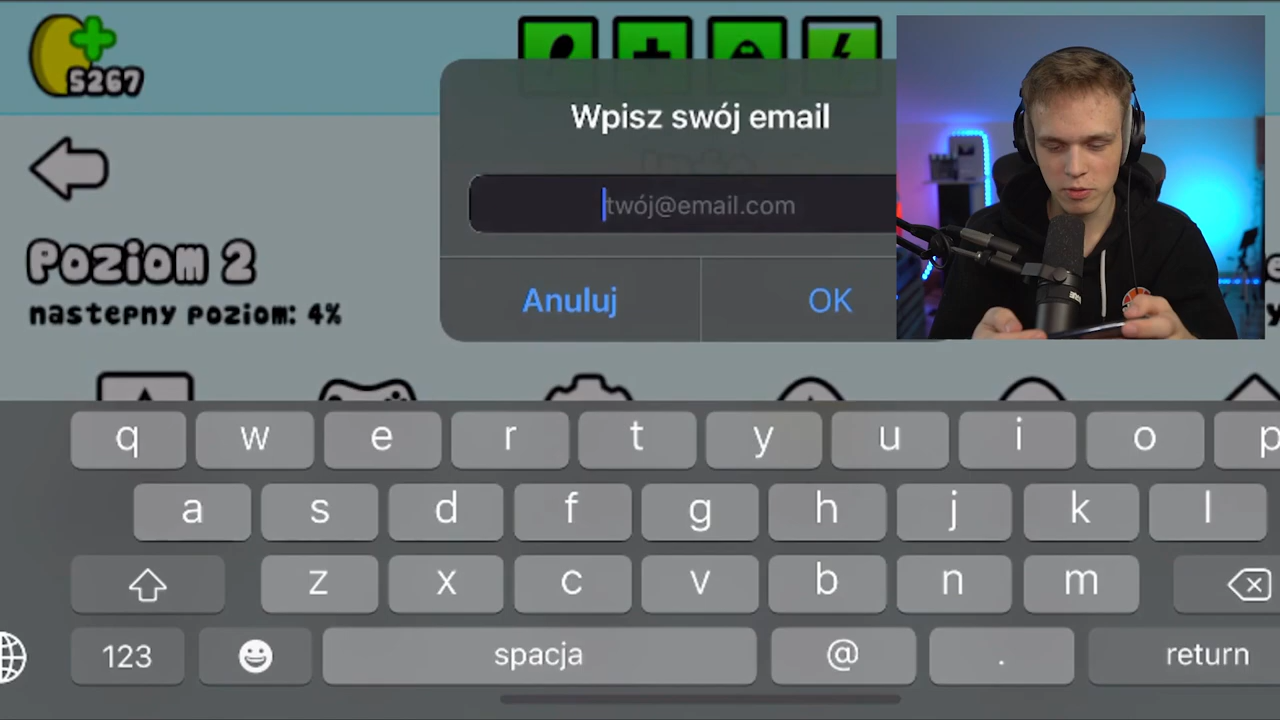 5267
Wpisz swój email
twój@email.com
Anuluj
OK
Poziom 2
nastepny poziom: 4%
q w e r t y u i o p
a s d f g h j k l
z x c v b n m
123
spacja
@
.
return